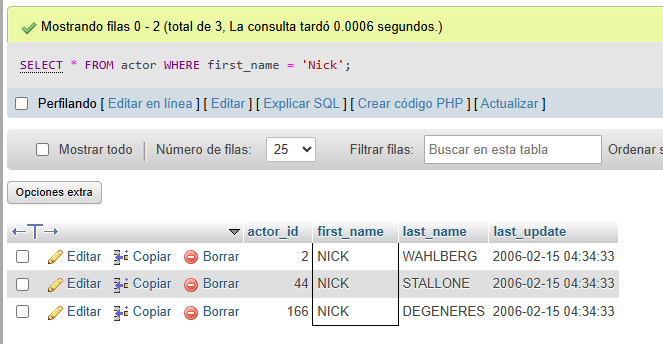 Mostrando filas 0 - 2 (total de 3, La consulta tardó 0.0006 segundos.)
SELECT * FROM actor WHERE first_name = 'Nick';
Perfilando [ Editar en línea ] [ Editar ] [ Explicar SQL ] [ Crear código PHP ] [ Actualizar ]
Mostrar todo Número de filas: 25 Filtrar filas: Buscar en esta tabla Ordenar s
Opciones extra
actor_id first_name last_name last_update
Editar Copiar Borrar 2 NICK WAHLBERG 2006-02-15 04:34:33
Editar Copiar Borrar 44 NICK STALLONE 2006-02-15 04:34:33
Editar Copiar Borrar 166 NICK DEGENERES 2006-02-15 04:34:33